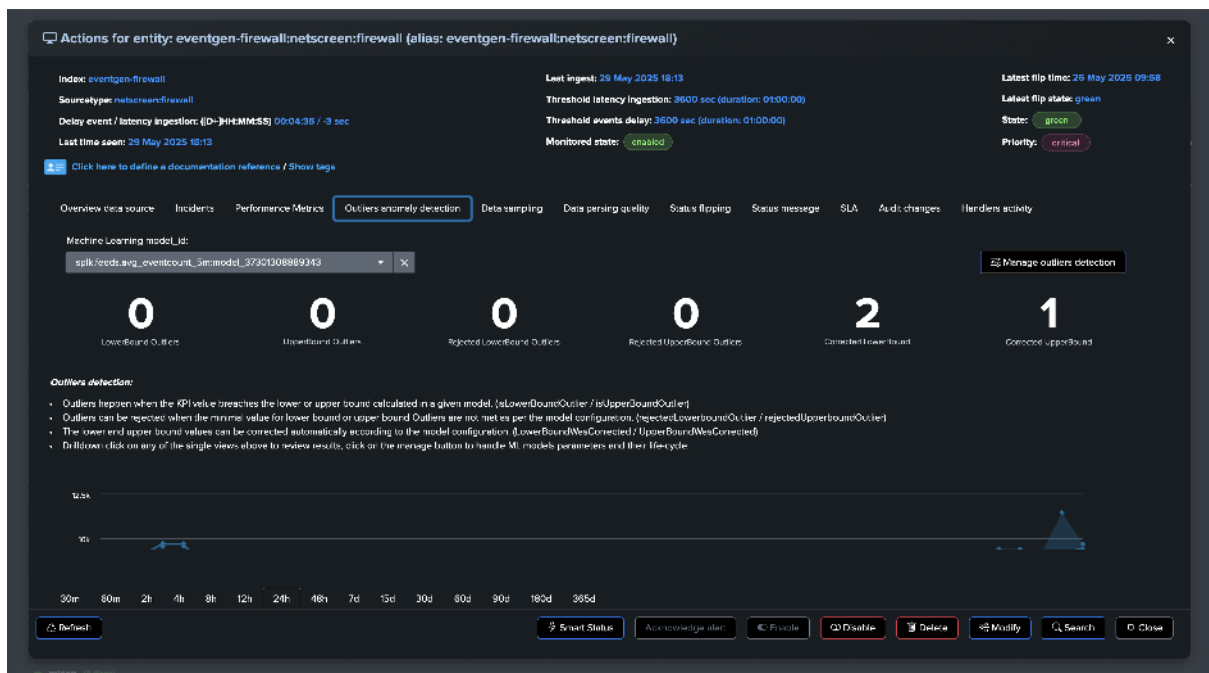 Actions for entity: eventgen-firewall:netscreen:firewall (alias: eventgen-firewall:netscreen:firewall)
Index: eventgen-firewall
Last ingest: 29 May 2025 18:13
Latest flip time: 25 May 2025 09:58
Sourcetype: netscreen:firewall
Threshold latency ingestion: 3600 sec (duration: 01:00:00)
Latest flip state: green
Delay event / latency ingestion: ([D+]HH:MM:SS) 00:04:35 / -3 sec
Threshold events delay: 3600 sec (duration: 01:00:00)
State: green
Last time seen: 29 May 2025 18:13
Monitored state: enabled
Priority: critical
Click here to define a documentation reference / Show tags
Overview data source Incidents Performance Metrics Outliers anomaly detection Data sampling Data parsing quality Status flipping Status message SLA Audit changes Handlers activity
Machine Learning model_id:
splk.feeds.avg_eventcount_5m:model_37301308889343
Manage outliers detection
0 0 0 0 2 1
LowerBound Outliers UpperBound Outliers Rejected LowerBound Outliers Rejected UpperBound Outliers Corrected LowerBound Corrected UpperBound
Outliers detection:
• Outliers happen when the KPI value breaches the lower or upper bound calculated in a given model. (isLowerBoundOutlier / isUpperBoundOutlier)
• Outliers can be rejected when the minimal value for lower bound or upper bound Outliers are not met as per the model configuration. (rejectedLowerboundOutlier / rejectedUpperboundOutlier)
• The lower and upper bound values can be corrected automatically according to the model configuration. (LowerBoundWasCorrected / UpperBoundWasCorrected)
• Drilldown click on any of the single views above to review results, click on the manage button to handle ML models parameters and their life-cycle.
12.5k
10k
30m 60m 2h 4h 8h 12h 24h 48h 7d 15d 30d 60d 90d 180d 365d
Refresh Smart Status Acknowledge alert Enable Disable Delete Modify Search Close